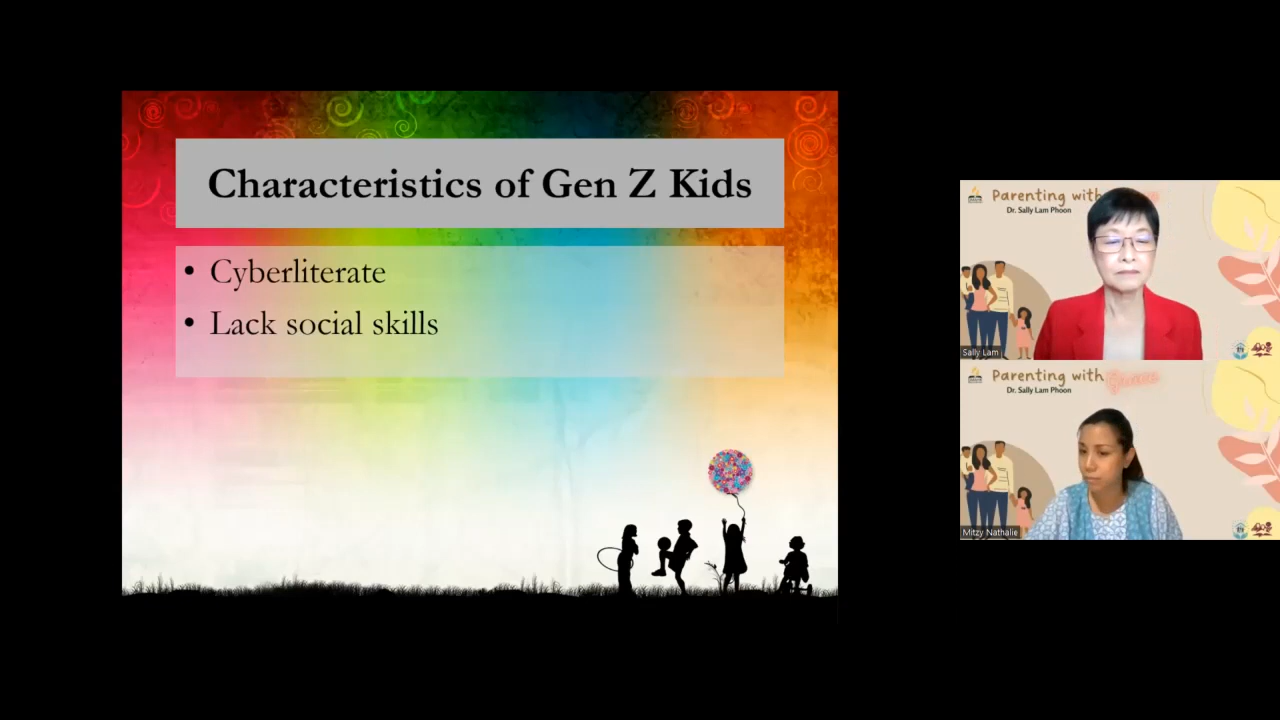 Characteristics of Gen Z Kids
• Cyberliterate
• Lack social skills
Parenting with
Dr. Sally Lam Phoon
Sally Lam
Parenting with Grace
Dr. Sally Lam Phoon
Mitzy Nathalie